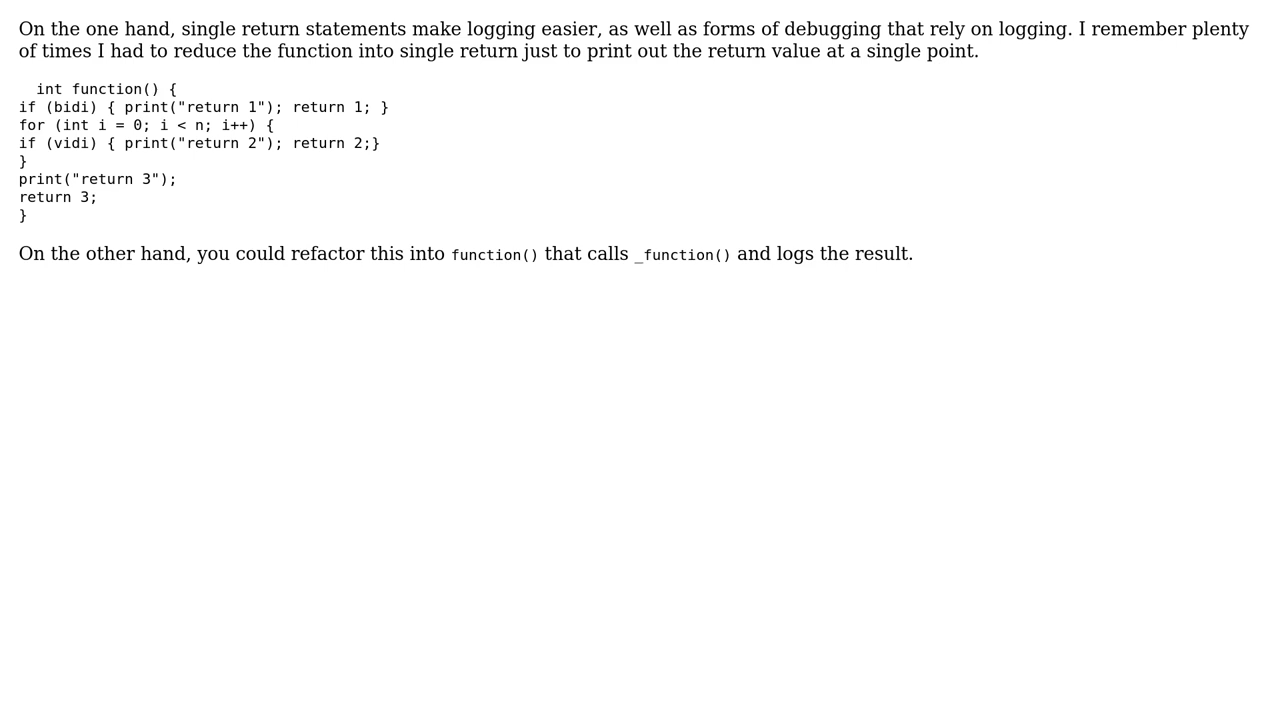 On the one hand, single return statements make logging easier, as well as forms of debugging that rely on logging. I remember plenty
of times I had to reduce the function into single return just to print out the return value at a single point.
  int function() {
if (bidi) { print("return 1"); return 1; }
for (int i = 0; i < n; i++) {
if (vidi) { print("return 2"); return 2;}
}
print("return 3");
return 3;
}
On the other hand, you could refactor this into function() that calls _function() and logs the result.